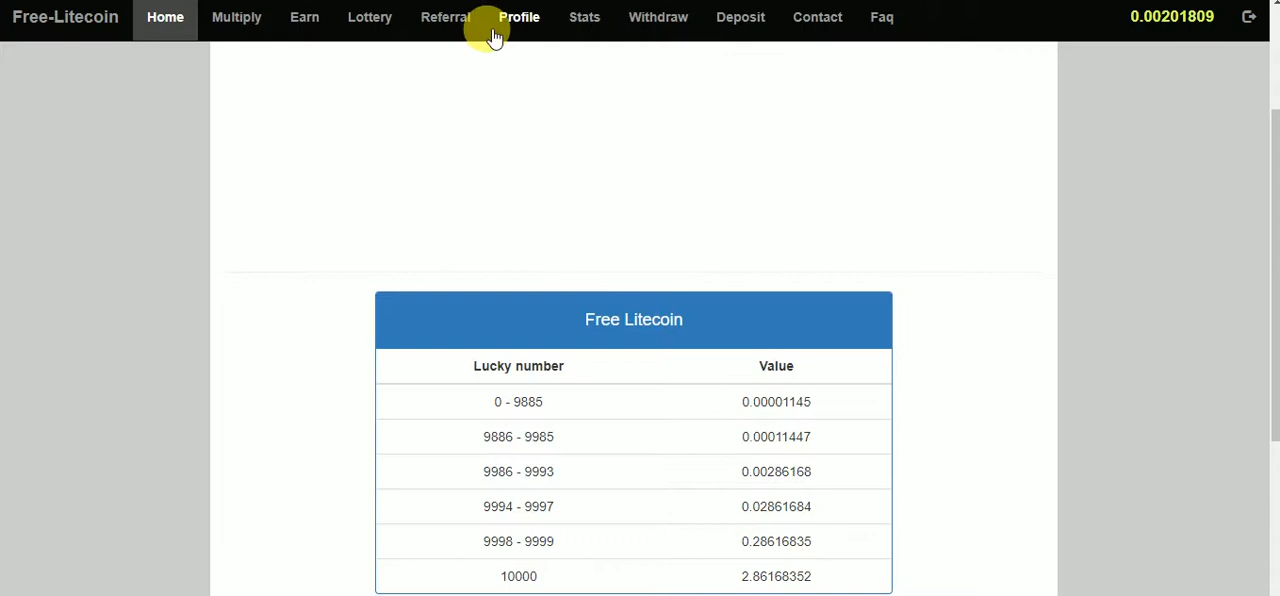 Free-Litecoin Home Multiply Earn Lottery Referral Profile Stats Withdraw Deposit Contact Faq 0.00201809
Free Litecoin
Lucky number Value
0 - 9885 0.00001145
9886 - 9985 0.00011447
9986 - 9993 0.00286168
9994 - 9997 0.02861684
9998 - 9999 0.28616835
10000 2.86168352